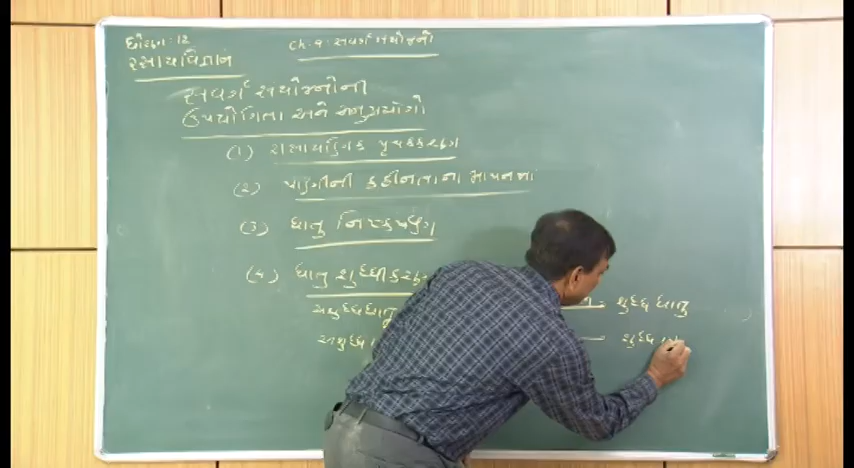 ધોરણ : 12
રસાયણવિજ્ઞાન
Ch. 9 : સવર્ગ સંયોજનો
સવર્ગ સંયોજનોની
ઉપયોગિતા અને અનુપ્રયોગો
(1) રાસાયણિક પૃથક્કરણ
(2) પાણીની કઠિનતાના માપનમાં
(3) ધાતુ નિષ્કર્ષણ
(4) ધાતુ શુધ્ધીકરણ
અશુધ્ધ ધાતુ શુધ્ધ ધાતુ
અશુધ્ધ શુધ્ધ